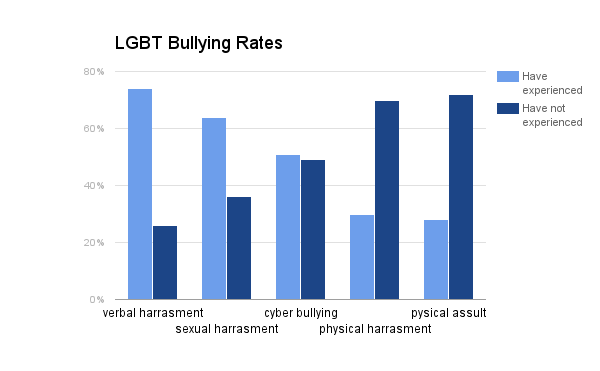 LGBT Bullying Rates
80%
60%
40%
20%
0%
Have
experienced
Have not
experienced
verbal harrasment
sexual harrasment
cyber bullying
physical harrasment
pysical assult